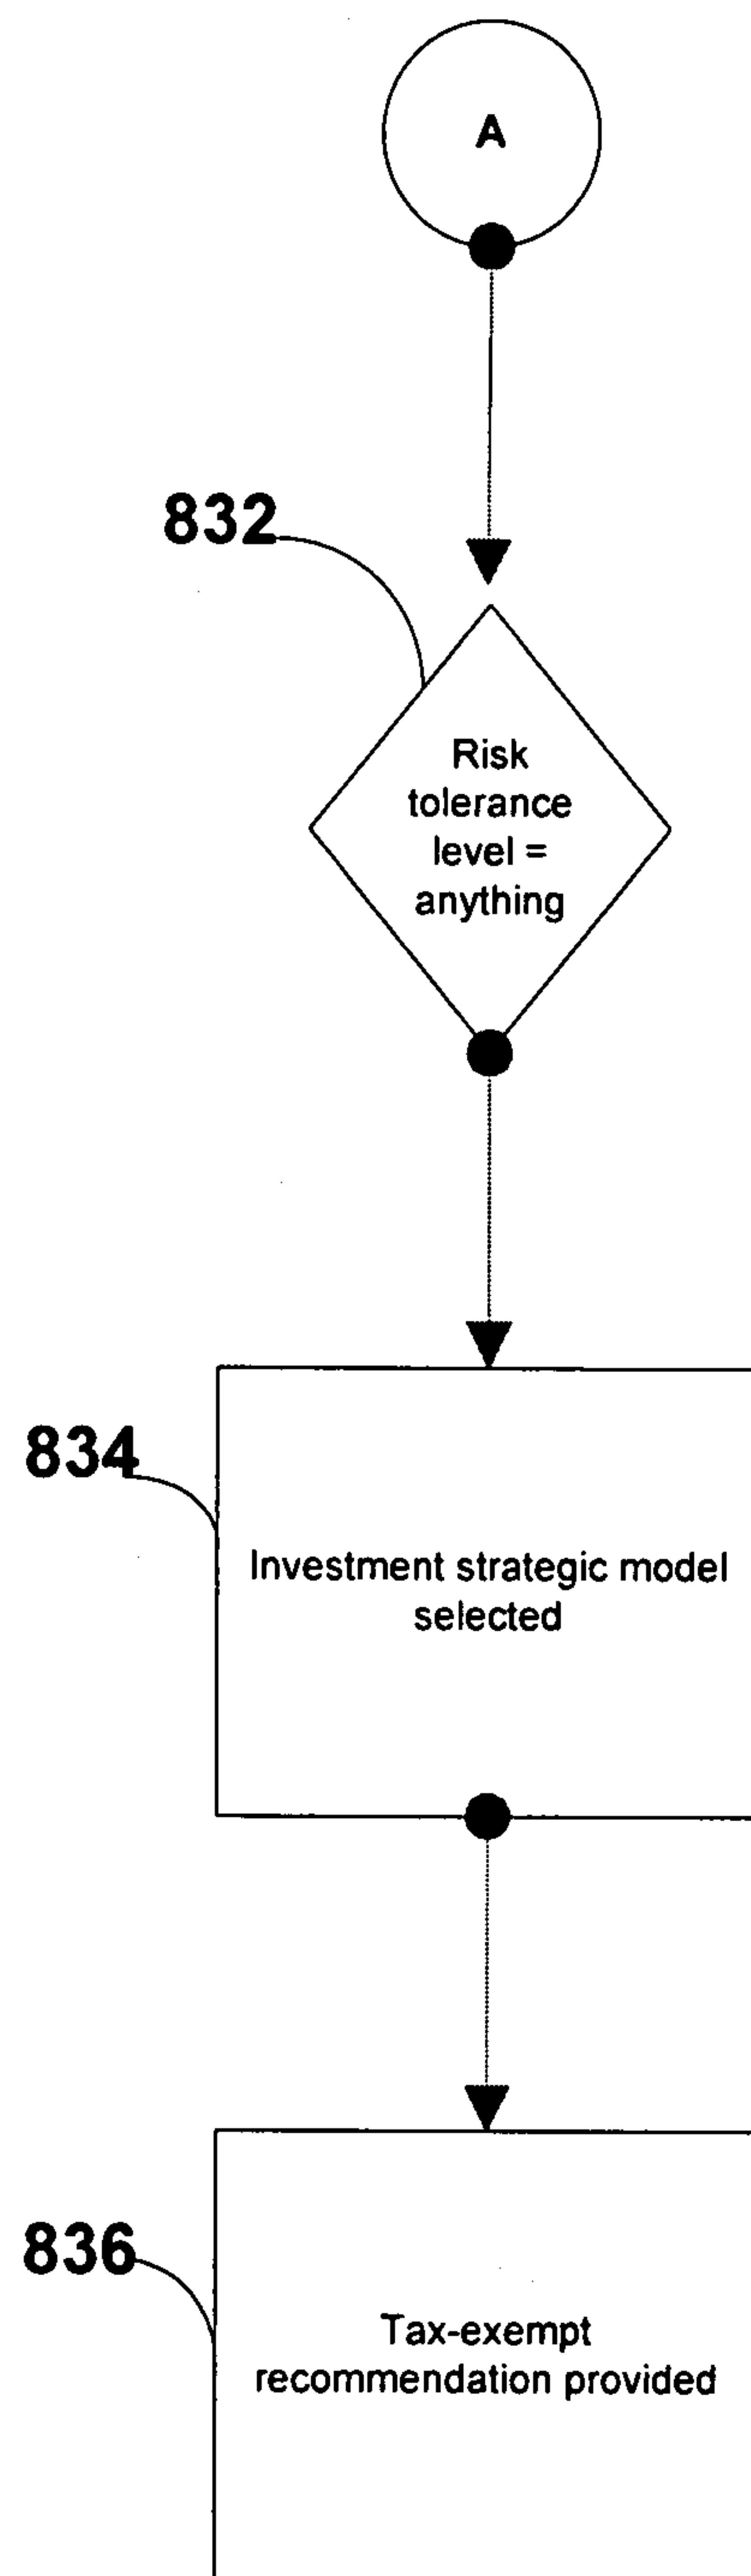 A
832
Risk
tolerance
level =
anything
834
Investment strategic model
selected
836
Tax-exempt
recommendation provided